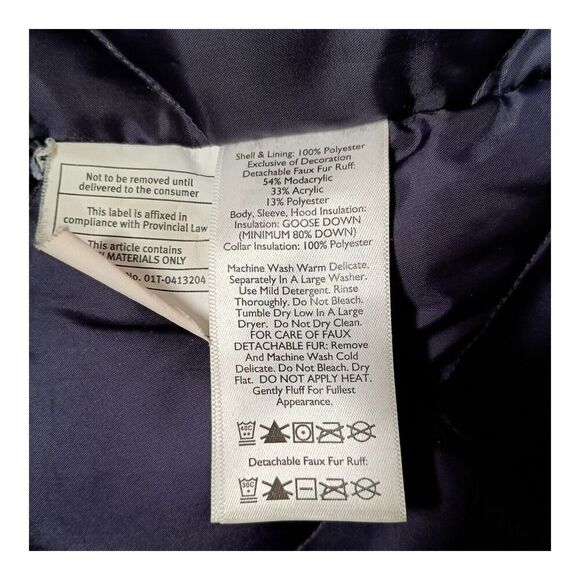 Not to be removed until
delivered to the consumer
This label is affixed in
compliance with Provincial Law
This article contains
MATERIALS ONLY
No. 01T-0413204
Shell & Lining: 100% Polyester
Exclusive of Decoration
Detachable Faux Fur Ruff:
54% Modacrylic
33% Acrylic
13% Polyester
Body, Sleeve, Hood Insulation:
Insulation: GOOSE DOWN
(MINIMUM 80% DOWN)
Collar Insulation: 100% Polyester
Machine Wash Warm Delicate.
Separately In A Large Washer.
Use Mild Detergent. Rinse
Thoroughly. Do Not Bleach.
Tumble Dry Low In A Large
Dryer. Do Not Dry Clean.
FOR CARE OF FAUX
DETACHABLE FUR: Remove
And Machine Wash Cold
Delicate. Do Not Bleach. Dry
Flat. DO NOT APPLY HEAT.
Gently Fluff For Fullest
Appearance.
40C
Detachable Faux Fur Ruff:
30C